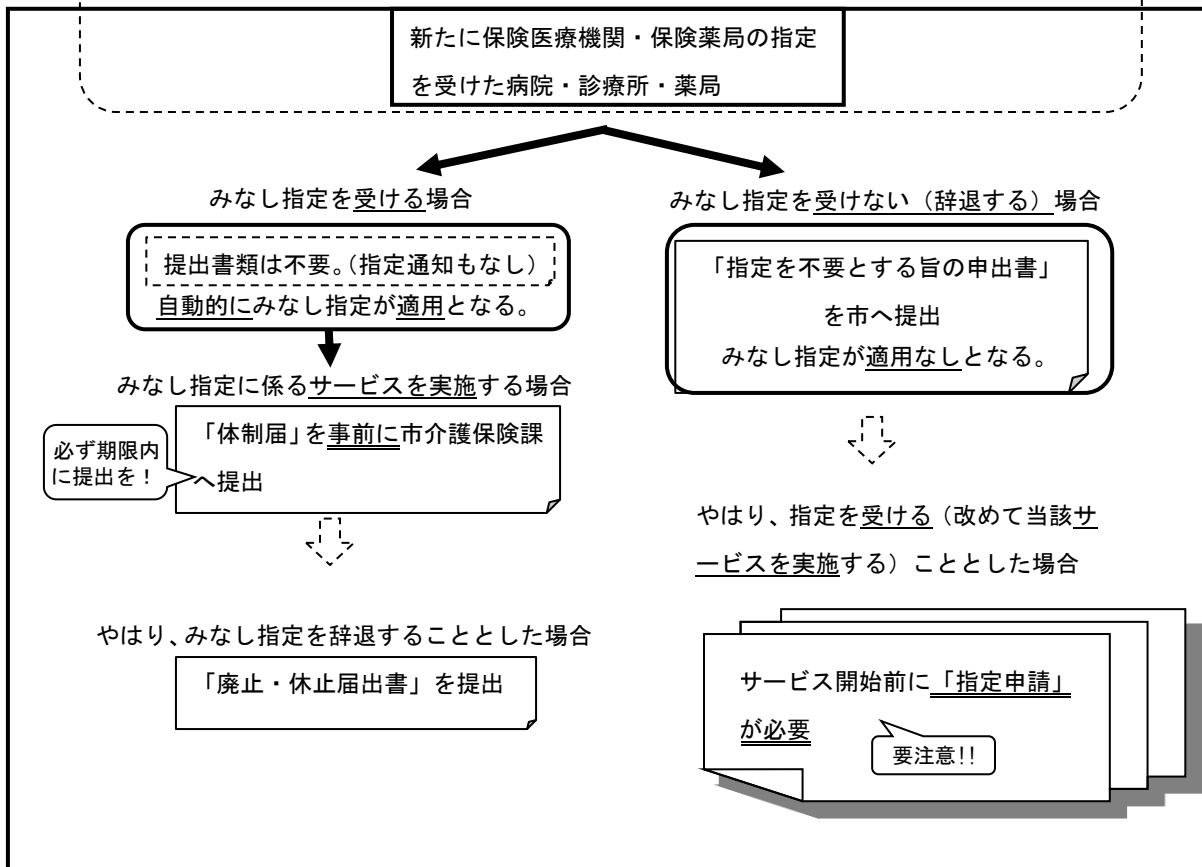 新たに保険医療機関・保険薬局の指定
を受けた病院・診療所・薬局
みなし指定を受ける場合
提出書類は不要。（指定通知もなし）
自動的にみなし指定が適用となる。
みなし指定に係るサービスを実施する場合
「体制届」を事前に市介護保険課
へ提出
必ず期限内
に提出を！
やはり、みなし指定を辞退することとした場合
「廃止・休止届出書」を提出
みなし指定を受けない（辞退する）場合
「指定を不要とする旨の申出書」
を市へ提出
みなし指定が適用なしとなる。
やはり、指定を受ける（改めて当該サ
ービスを実施する）こととした場合
サービス開始前に「指定申請」
が必要
要注意!!